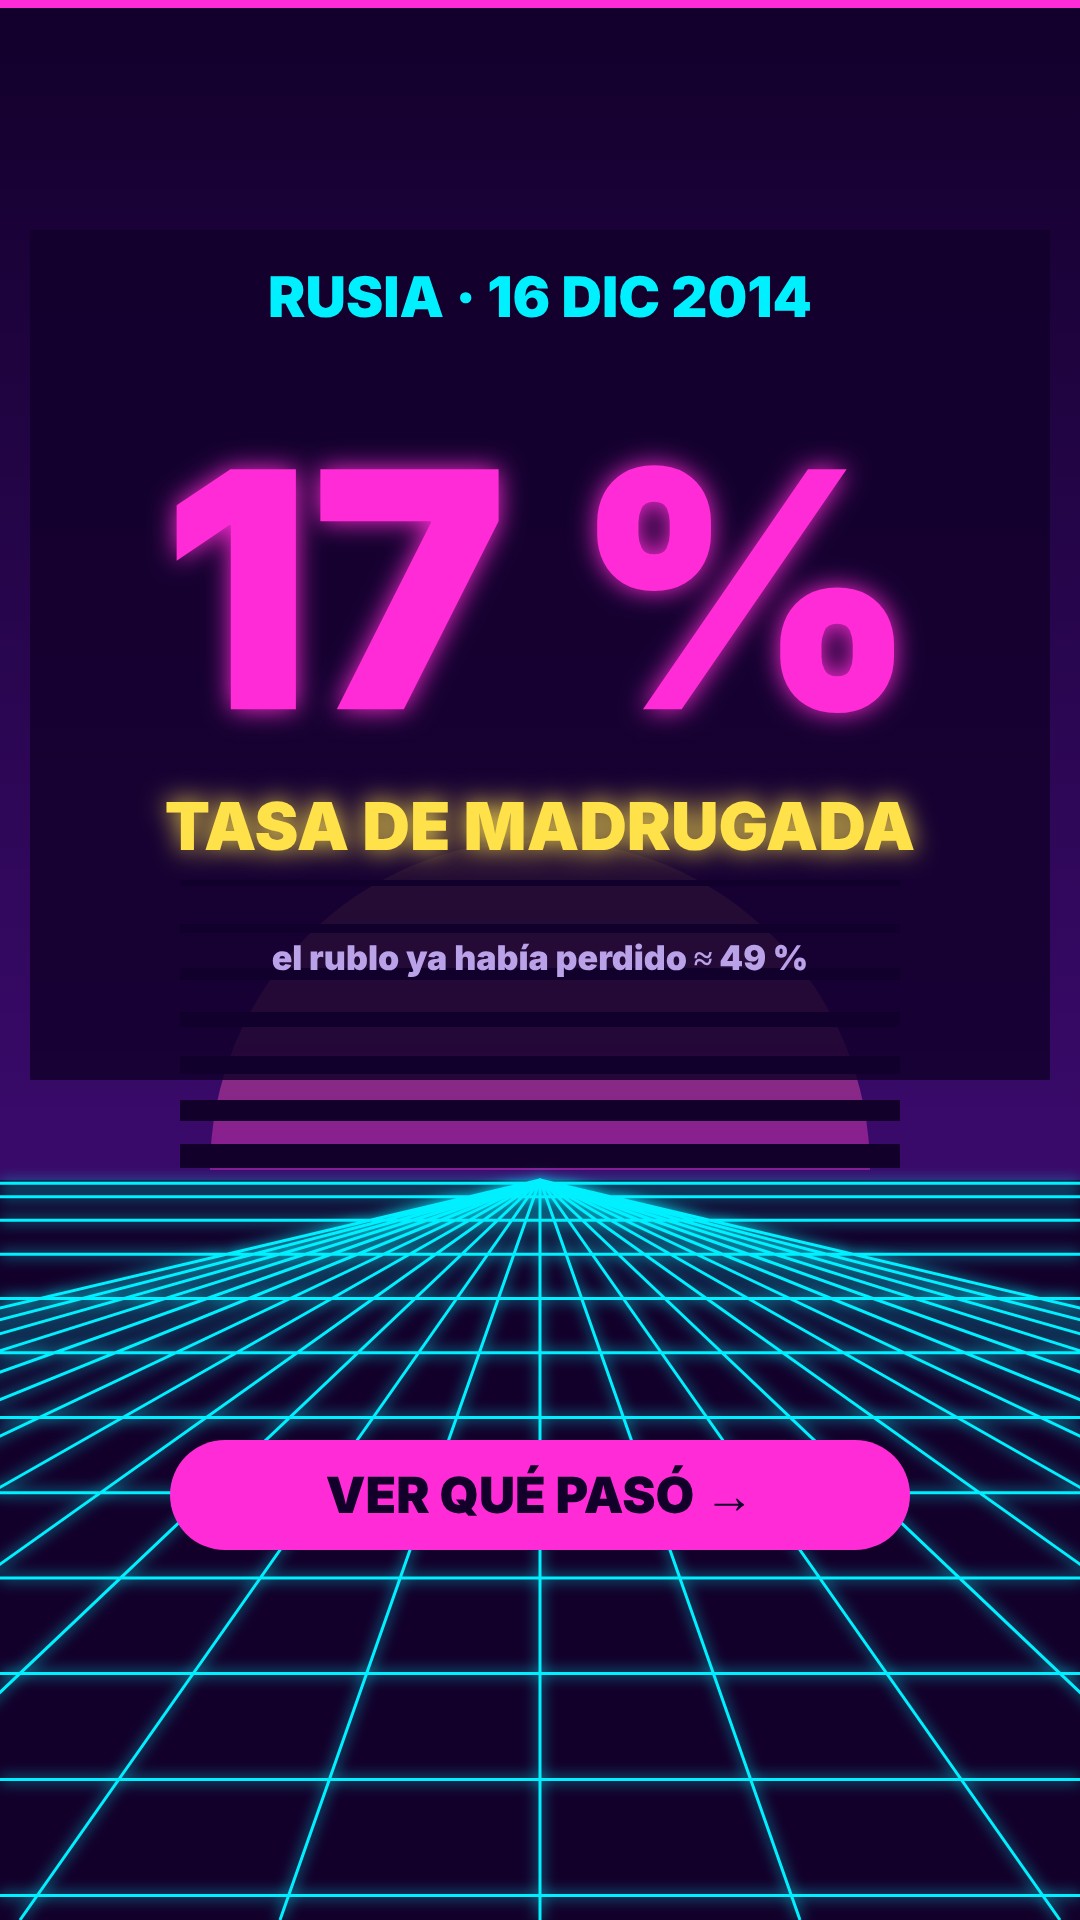 RUSIA · 16 DIC 2014
17 %
TASA DE MADRUGADA
el rublo ya había perdido ≈ 49 %
VER QUÉ PASÓ →